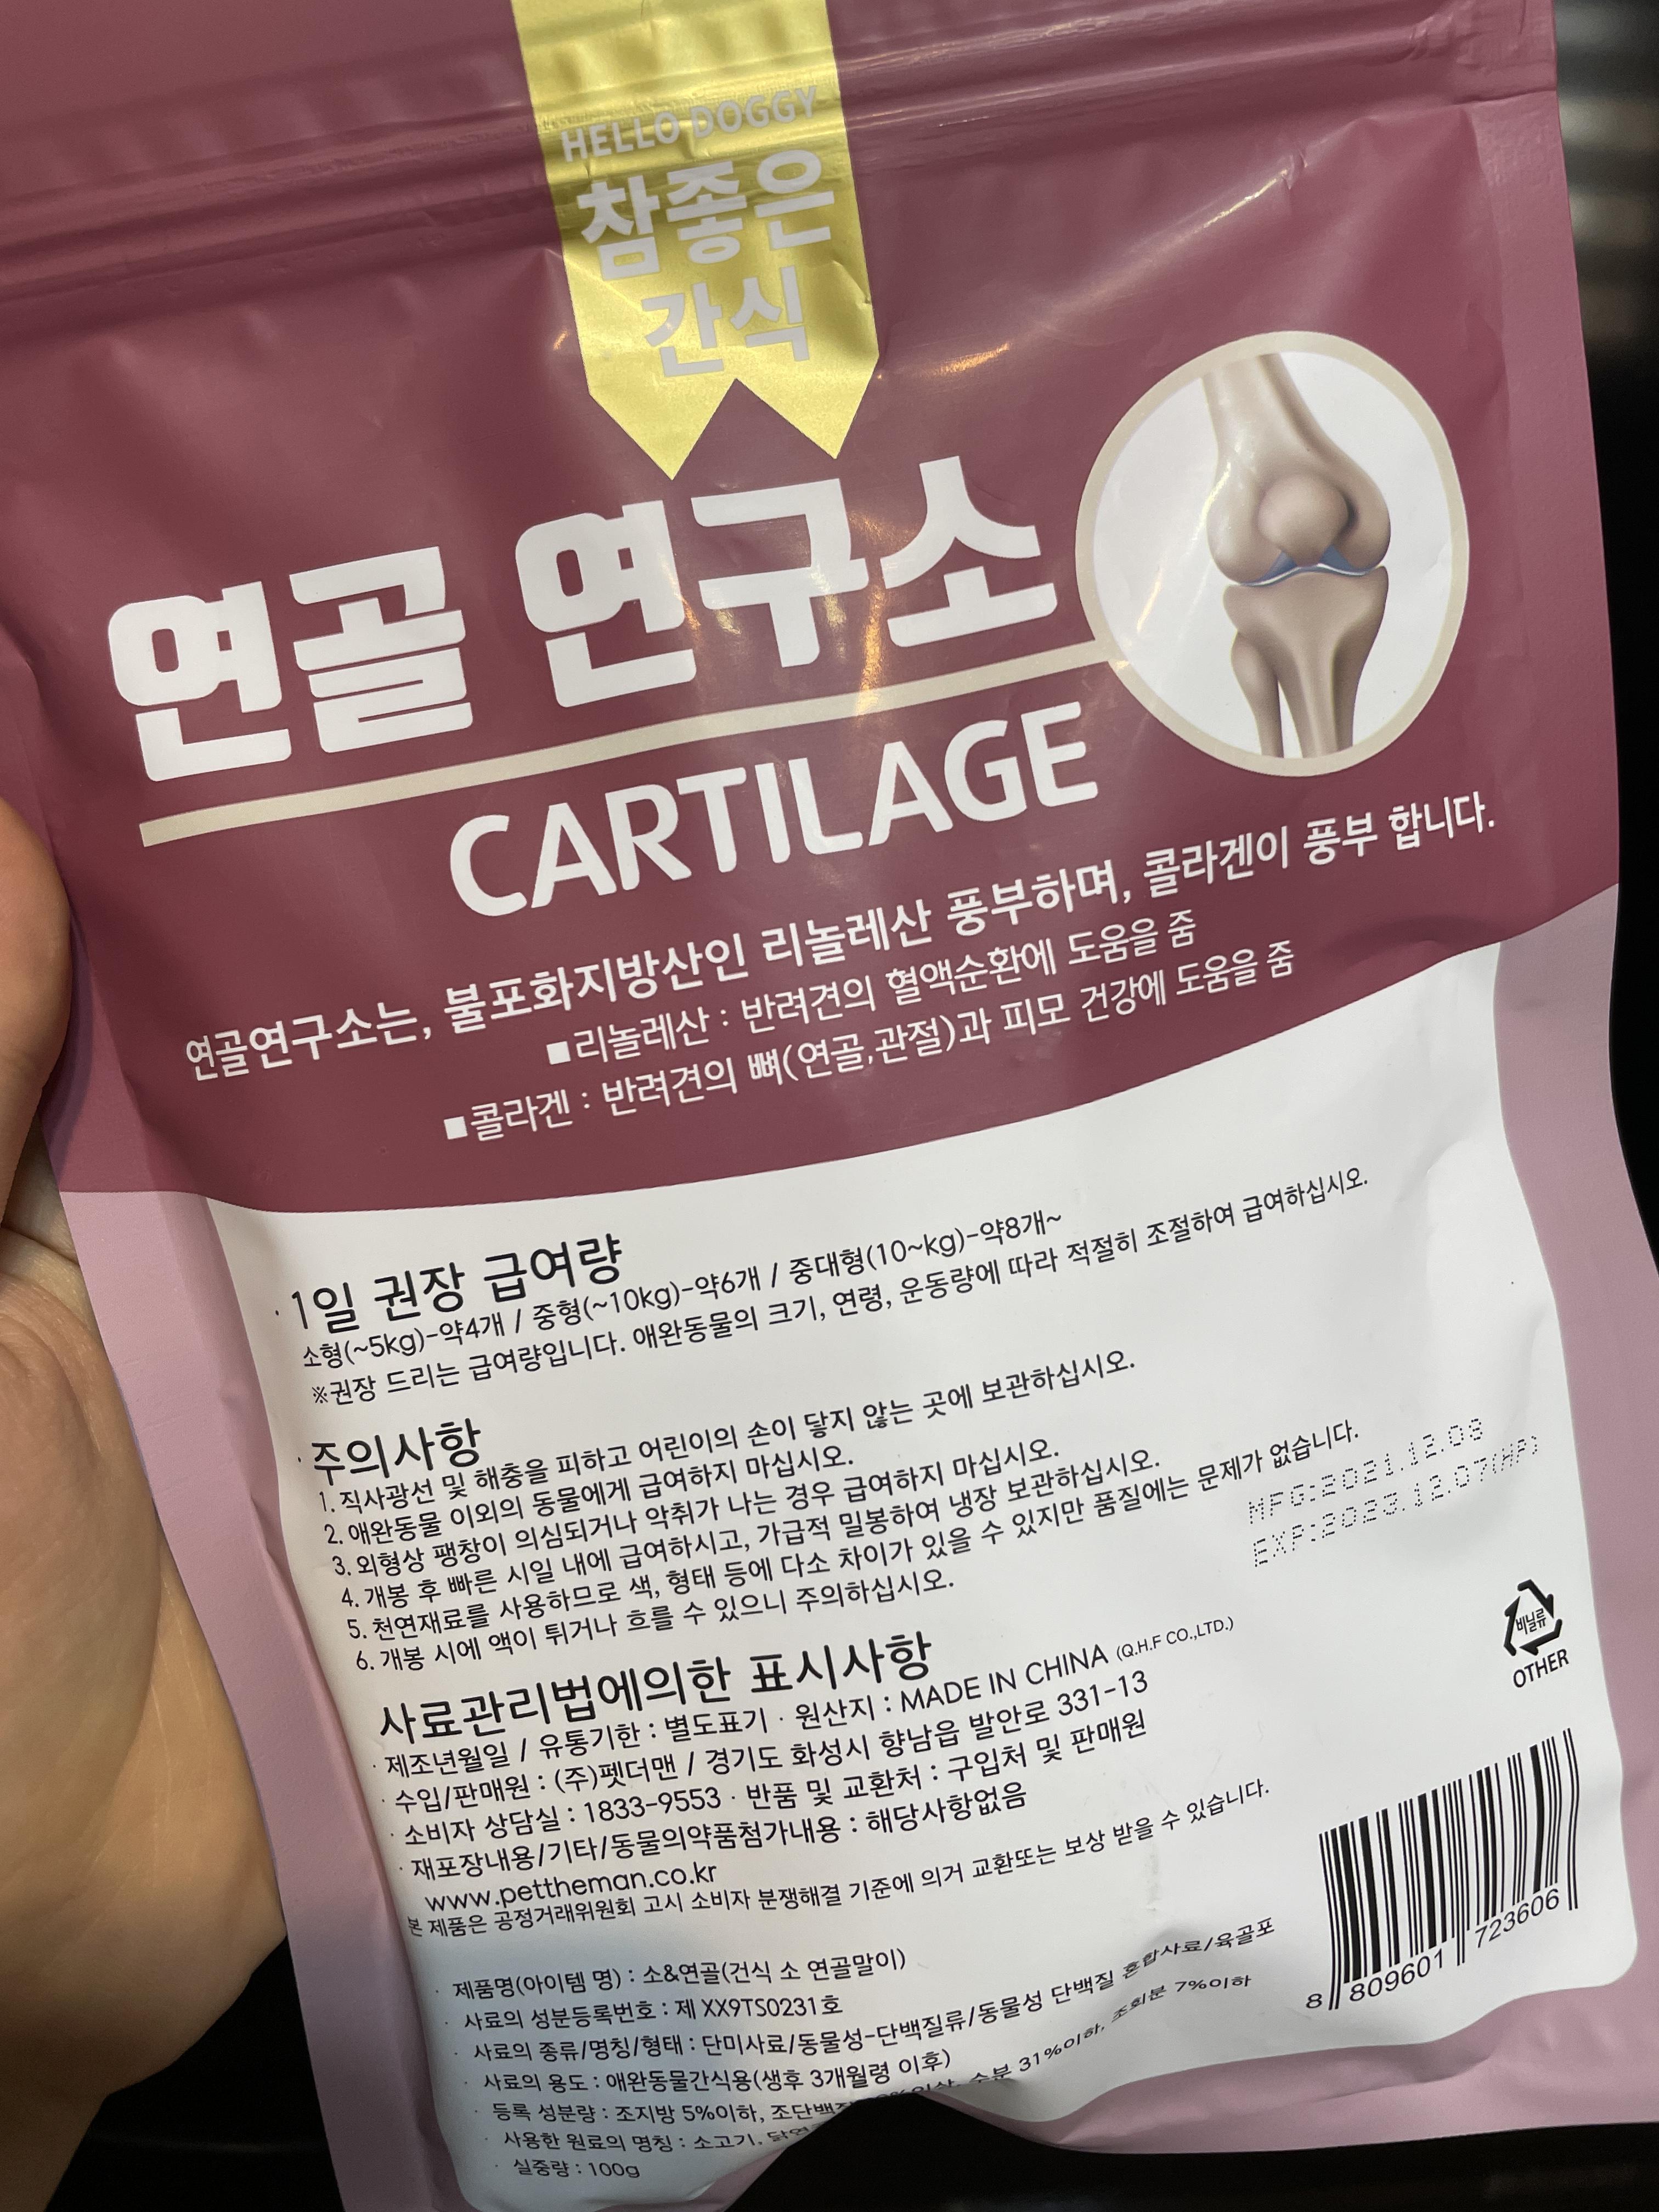 HELLO DOGGY
참좋은
간식
연골 연구소
CARTILAGE
연골연구소는, 불포화지방산인 리놀레산 풍부하며, 콜라겐이 풍부 합니다.
■리놀레산 : 반려견의 혈액순환에 도움을 줌
■콜라겐 : 반려견의 뼈(연골,관절)과 피모 건강에 도움을 줌
· 1일 권장 급여량
소형(~5kg)-약4개 / 중형(~10kg)-약6개 / 중대형(10~kg)-약8개~
※권장 드리는 급여량입니다. 애완동물의 크기, 연령, 운동량에 따라 적절히 조절하여 급여하십시오.
· 주의사항
1. 직사광선 및 해충을 피하고 어린이의 손이 닿지 않는 곳에 보관하십시오.
2. 애완동물 이외의 동물에게 급여하지 마십시오.
3. 외형상 팽창이 의심되거나 악취가 나는 경우 급여하지 마십시오.
4. 개봉 후 빠른 시일 내에 급여하시고, 가급적 밀봉하여 냉장 보관하십시오.
5. 천연재료를 사용하므로 색, 형태 등에 다소 차이가 있을 수 있지만 품질에는 문제가 없습니다.
6. 개봉 시에 액이 튀거나 흐를 수 있으니 주의하십시오.
MFG:2021.12.08
EXP:2023.12.07(HP)
비닐류
OTHER
사료관리법에의한 표시사항
· 제조년월일 / 유통기한 : 별도표기 · 원산지 : MADE IN CHINA (Q.H.F CO.,LTD.)
· 수입/판매원 : (주)펫더맨 / 경기도 화성시 향남읍 발안로 331-13
· 소비자 상담실 : 1833-9553 · 반품 및 교환처 : 구입처 및 판매원
· 재포장내용/기타/동물의약품첨가내용 : 해당사항없음
www.pettheman.co.kr
본 제품은 공정거래위원회 고시 소비자 분쟁해결 기준에 의거 교환또는 보상 받을 수 있습니다.
· 제품명(아이템 명) : 소&연골(건식 소 연골말이)
· 사료의 성분등록번호 : 제 XX9TS0231호
· 사료의 종류/명칭/형태 : 단미사료/동물성-단백질류/동물성 단백질 혼합사료/육골포
· 사료의 용도 : 애완동물간식용(생후 3개월령 이후)
· 등록 성분량 : 조지방 5%이하, 조단백질 수분 31%이하, 조회분 7%이하
· 사용한 원료의 명칭 : 소고기,
· 실중량 : 100g
8 809601 723606